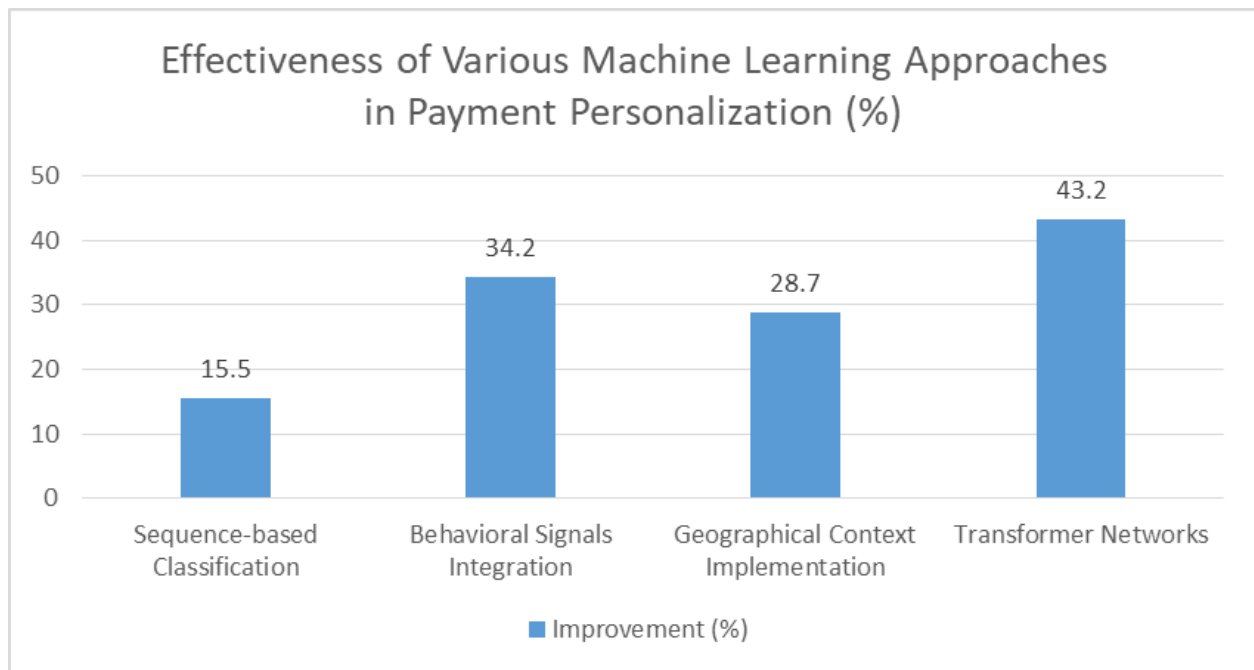 Effectiveness of Various Machine Learning Approaches
in Payment Personalization (%)
50
40
30
20
10
0
15.5
34.2
28.7
43.2
Sequence-based
Classification
Behavioral Signals
Integration
Geographical Context
Implementation
Transformer Networks
Improvement (%)